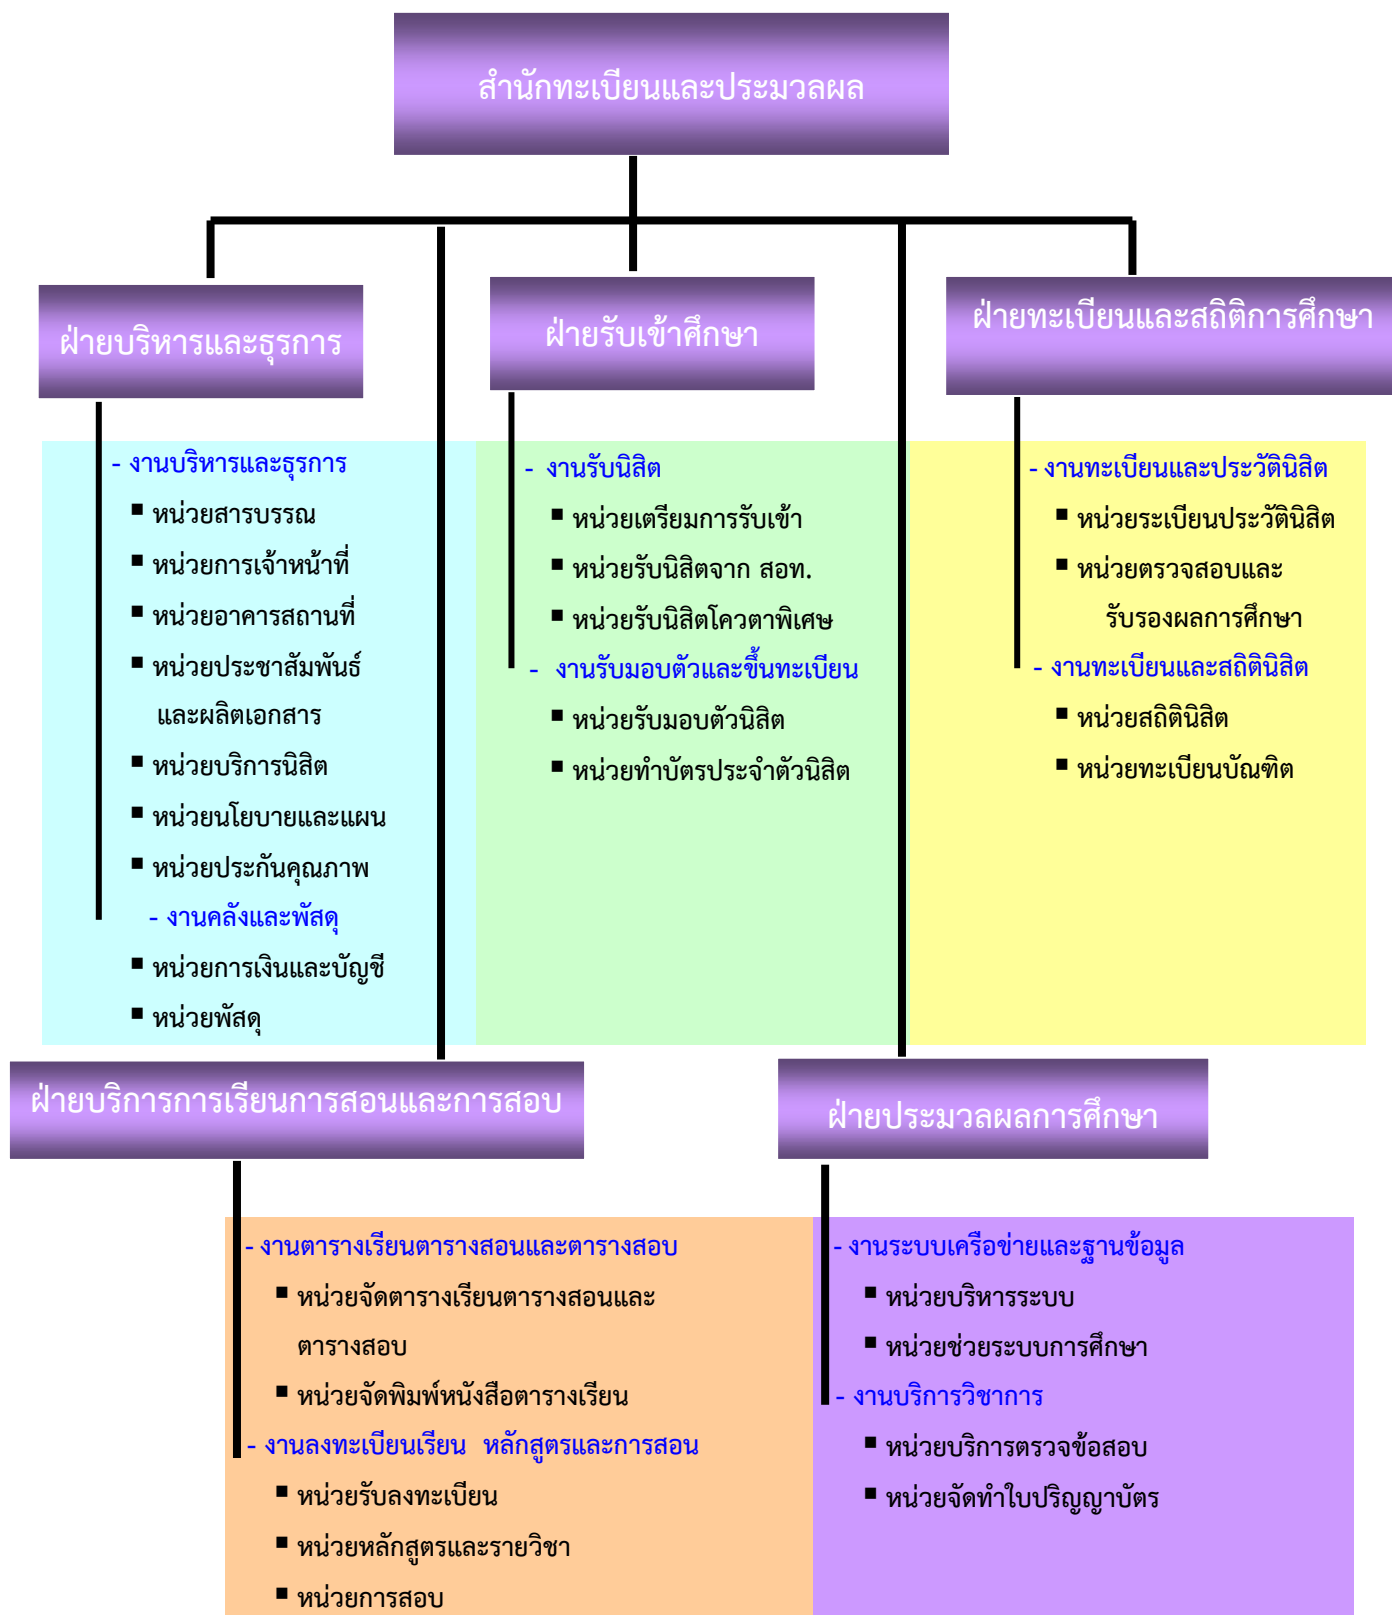 สำนักทะเบียนและประมวลผล
ฝ่ายบริหารและธุรการ
- งานบริหารและธุรการ
▪ หน่วยสารบรรณ
▪ หน่วยการเจ้าหน้าที่
▪ หน่วยอาคารสถานที่
▪ หน่วยประชาสัมพันธ์
และผลิตเอกสาร
▪ หน่วยบริการนิสิต
▪ หน่วยนโยบายและแผน
▪ หน่วยประกันคุณภาพ
- งานคลังและพัสดุ
▪ หน่วยการเงินและบัญชี
▪ หน่วยพัสดุ
ฝ่ายรับเข้าศึกษา
- งานรับนิสิต
▪ หน่วยเตรียมการรับเข้า
▪ หน่วยรับนิสิตจาก สอท.
▪ หน่วยรับนิสิตโควตาพิเศษ
- งานรับมอบตัวและขึ้นทะเบียน
▪ หน่วยรับมอบตัวนิสิต
▪ หน่วยทำบัตรประจำตัวนิสิต
ฝ่ายทะเบียนและสถิติการศึกษา
- งานทะเบียนและประวัตินิสิต
▪ หน่วยระเบียนประวัตินิสิต
▪ หน่วยตรวจสอบและ
รับรองผลการศึกษา
- งานทะเบียนและสถิตินิสิต
▪ หน่วยสถิตินิสิต
▪ หน่วยทะเบียนบัณฑิต
ฝ่ายบริการการเรียนการสอนและการสอบ
- งานตารางเรียนตารางสอนและตารางสอบ
▪ หน่วยจัดตารางเรียนตารางสอนและ
ตารางสอบ
▪ หน่วยจัดพิมพ์หนังสือตารางเรียน
- งานลงทะเบียนเรียน หลักสูตรและการสอน
▪ หน่วยรับลงทะเบียน
▪ หน่วยหลักสูตรและรายวิชา
▪ หน่วยการสอบ
ฝ่ายประมวลผลการศึกษา
- งานระบบเครือข่ายและฐานข้อมูล
▪ หน่วยบริหารระบบ
▪ หน่วยช่วยระบบการศึกษา
- งานบริการวิชาการ
▪ หน่วยบริการตรวจข้อสอบ
▪ หน่วยจัดทำใบปริญญาบัตร